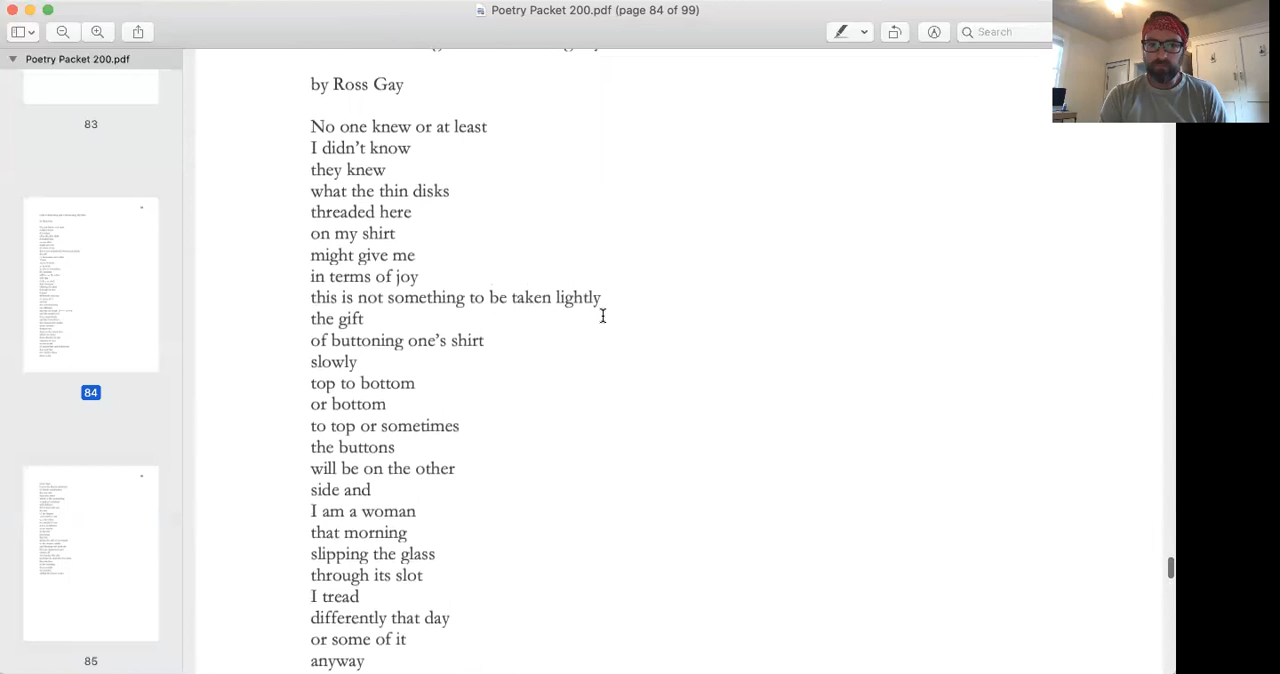 Poetry Packet 200.pdf (page 84 of 99)
Search
Poetry Packet 200.pdf
83
84
85
by Ross Gay
No one knew or at least
I didn't know
they knew
what the thin disks
threaded here
on my shirt
might give me
in terms of joy
this is not something to be taken lightly
the gift
of buttoning one's shirt
slowly
top to bottom
or bottom
to top or sometimes
the buttons
will be on the other
side and
I am a woman
that morning
slipping the glass
through its slot
I tread
differently that day
or some of it
anyway